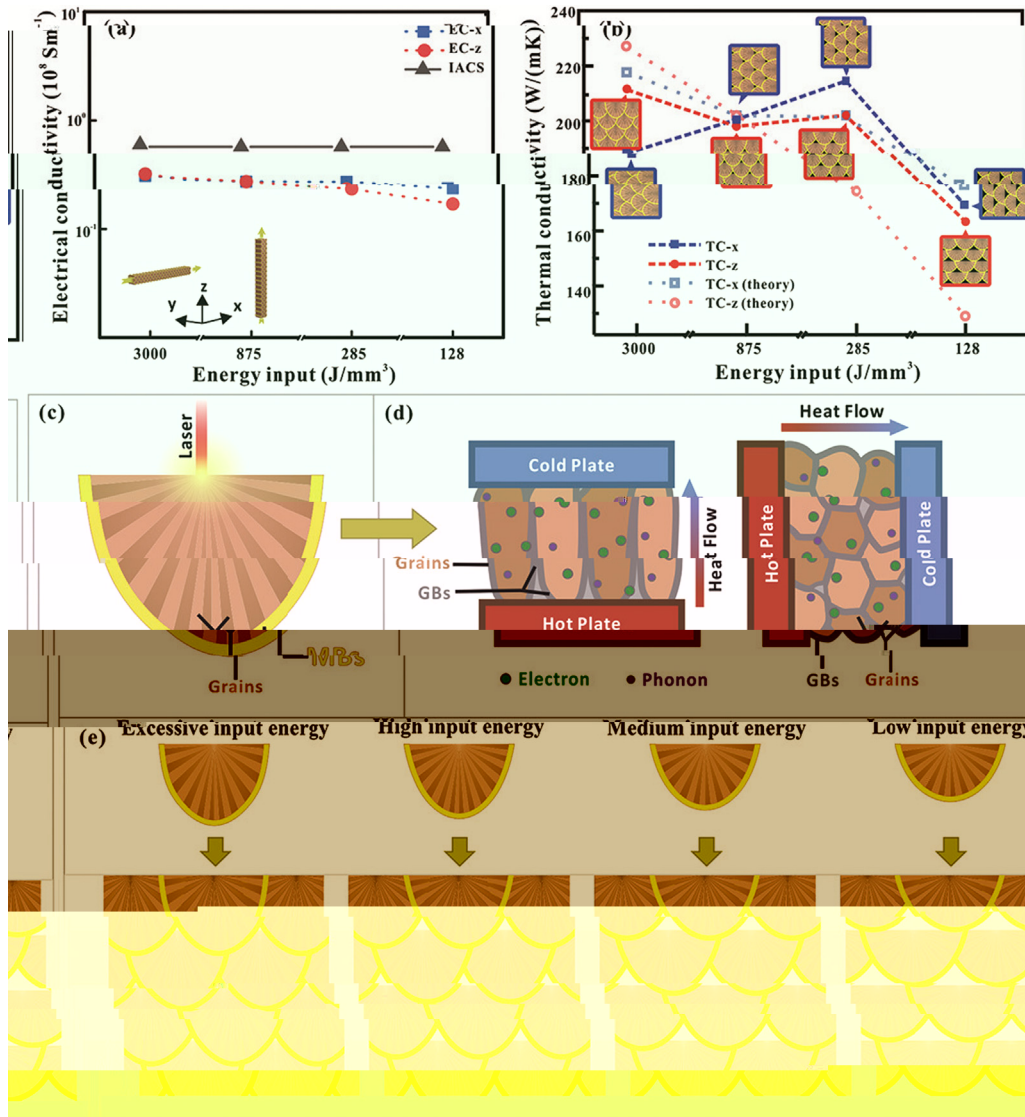 (a)
EC-x
EC-z
IACS
Electrical conductivity (10⁸ Sm⁻¹)
10¹
10⁰
10⁻¹
z
y
x
3000
875
285
128
Energy input (J/mm³)
(b)
Thermal conductivity (W/(mK)
240
220
200
180
160
140
TC-x
TC-z
TC-x (theory)
TC-z (theory)
3000
875
285
128
Energy input (J/mm³)
(c)
Laser
MBs
Grains
(d)
Cold Plate
Heat Flow
Grains
GBs
Hot Plate
Heat Flow
Hot Plate
Cold Plate
Electron
Phonon
GBs
Grains
(e)
Excessive input energy
High input energy
Medium input energy
Low input energy